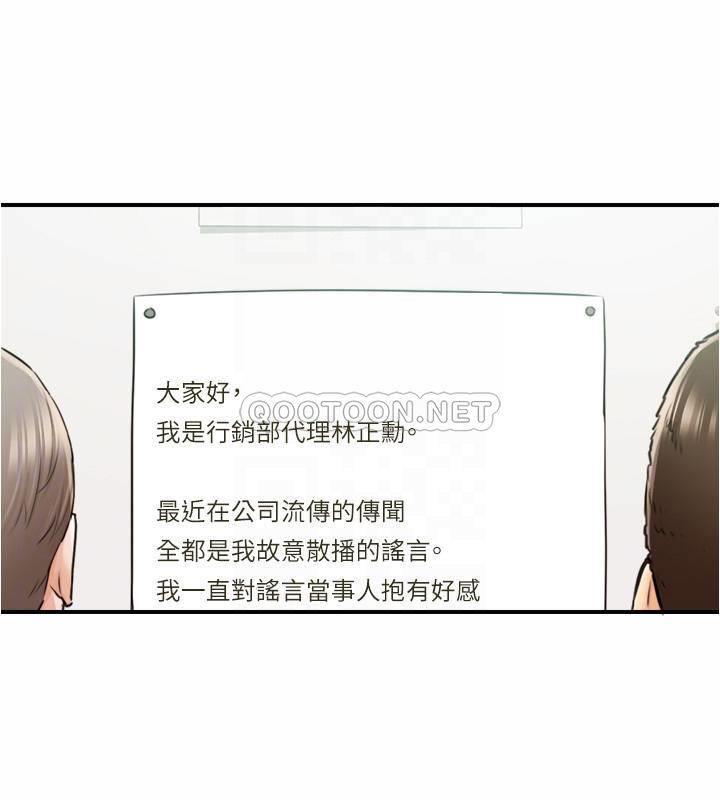 大家好，
QOOTOON.NET
我是行銷部代理林正勳。
最近在公司流傳的傳聞
全都是我故意散播的謠言。
我一直對謠言當事人抱有好感